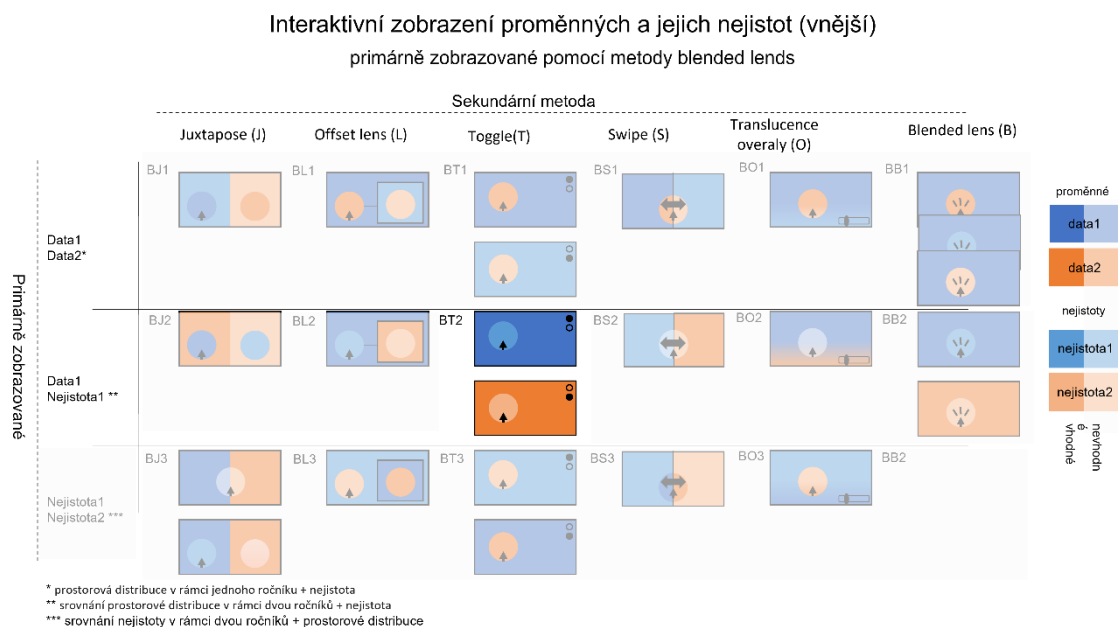 Interaktivní zobrazení proměnných a jejich nejistot (vnější)
primárně zobrazované pomocí metody blended lends
Sekundární metoda
Juxtapose (J)
Offset lens (L)
Toggle(T)
Swipe (S)
Translucence
overaly (O)
Blended lens (B)
Primárně zobrazované
Data1
Data2*
BJ1
BL1
BT1
BS1
BO1
BB1
Data1
Nejistota1 **
BJ2
BL2
BT2
BS2
BO2
BB2
Nejistota1
Nejistota2 ***
BJ3
BL3
BT3
BS3
BO3
BB2
proměnné
data1
data2
nejistoty
nejistota1
nejistota2
vhodné
nevhodn
é
* prostorová distribuce v rámci jednoho ročníku + nejistota
** srovnání prostorové distribuce v rámci dvou ročníků + nejistota
*** srovnání nejistoty v rámci dvou ročníků + prostorové distribuce